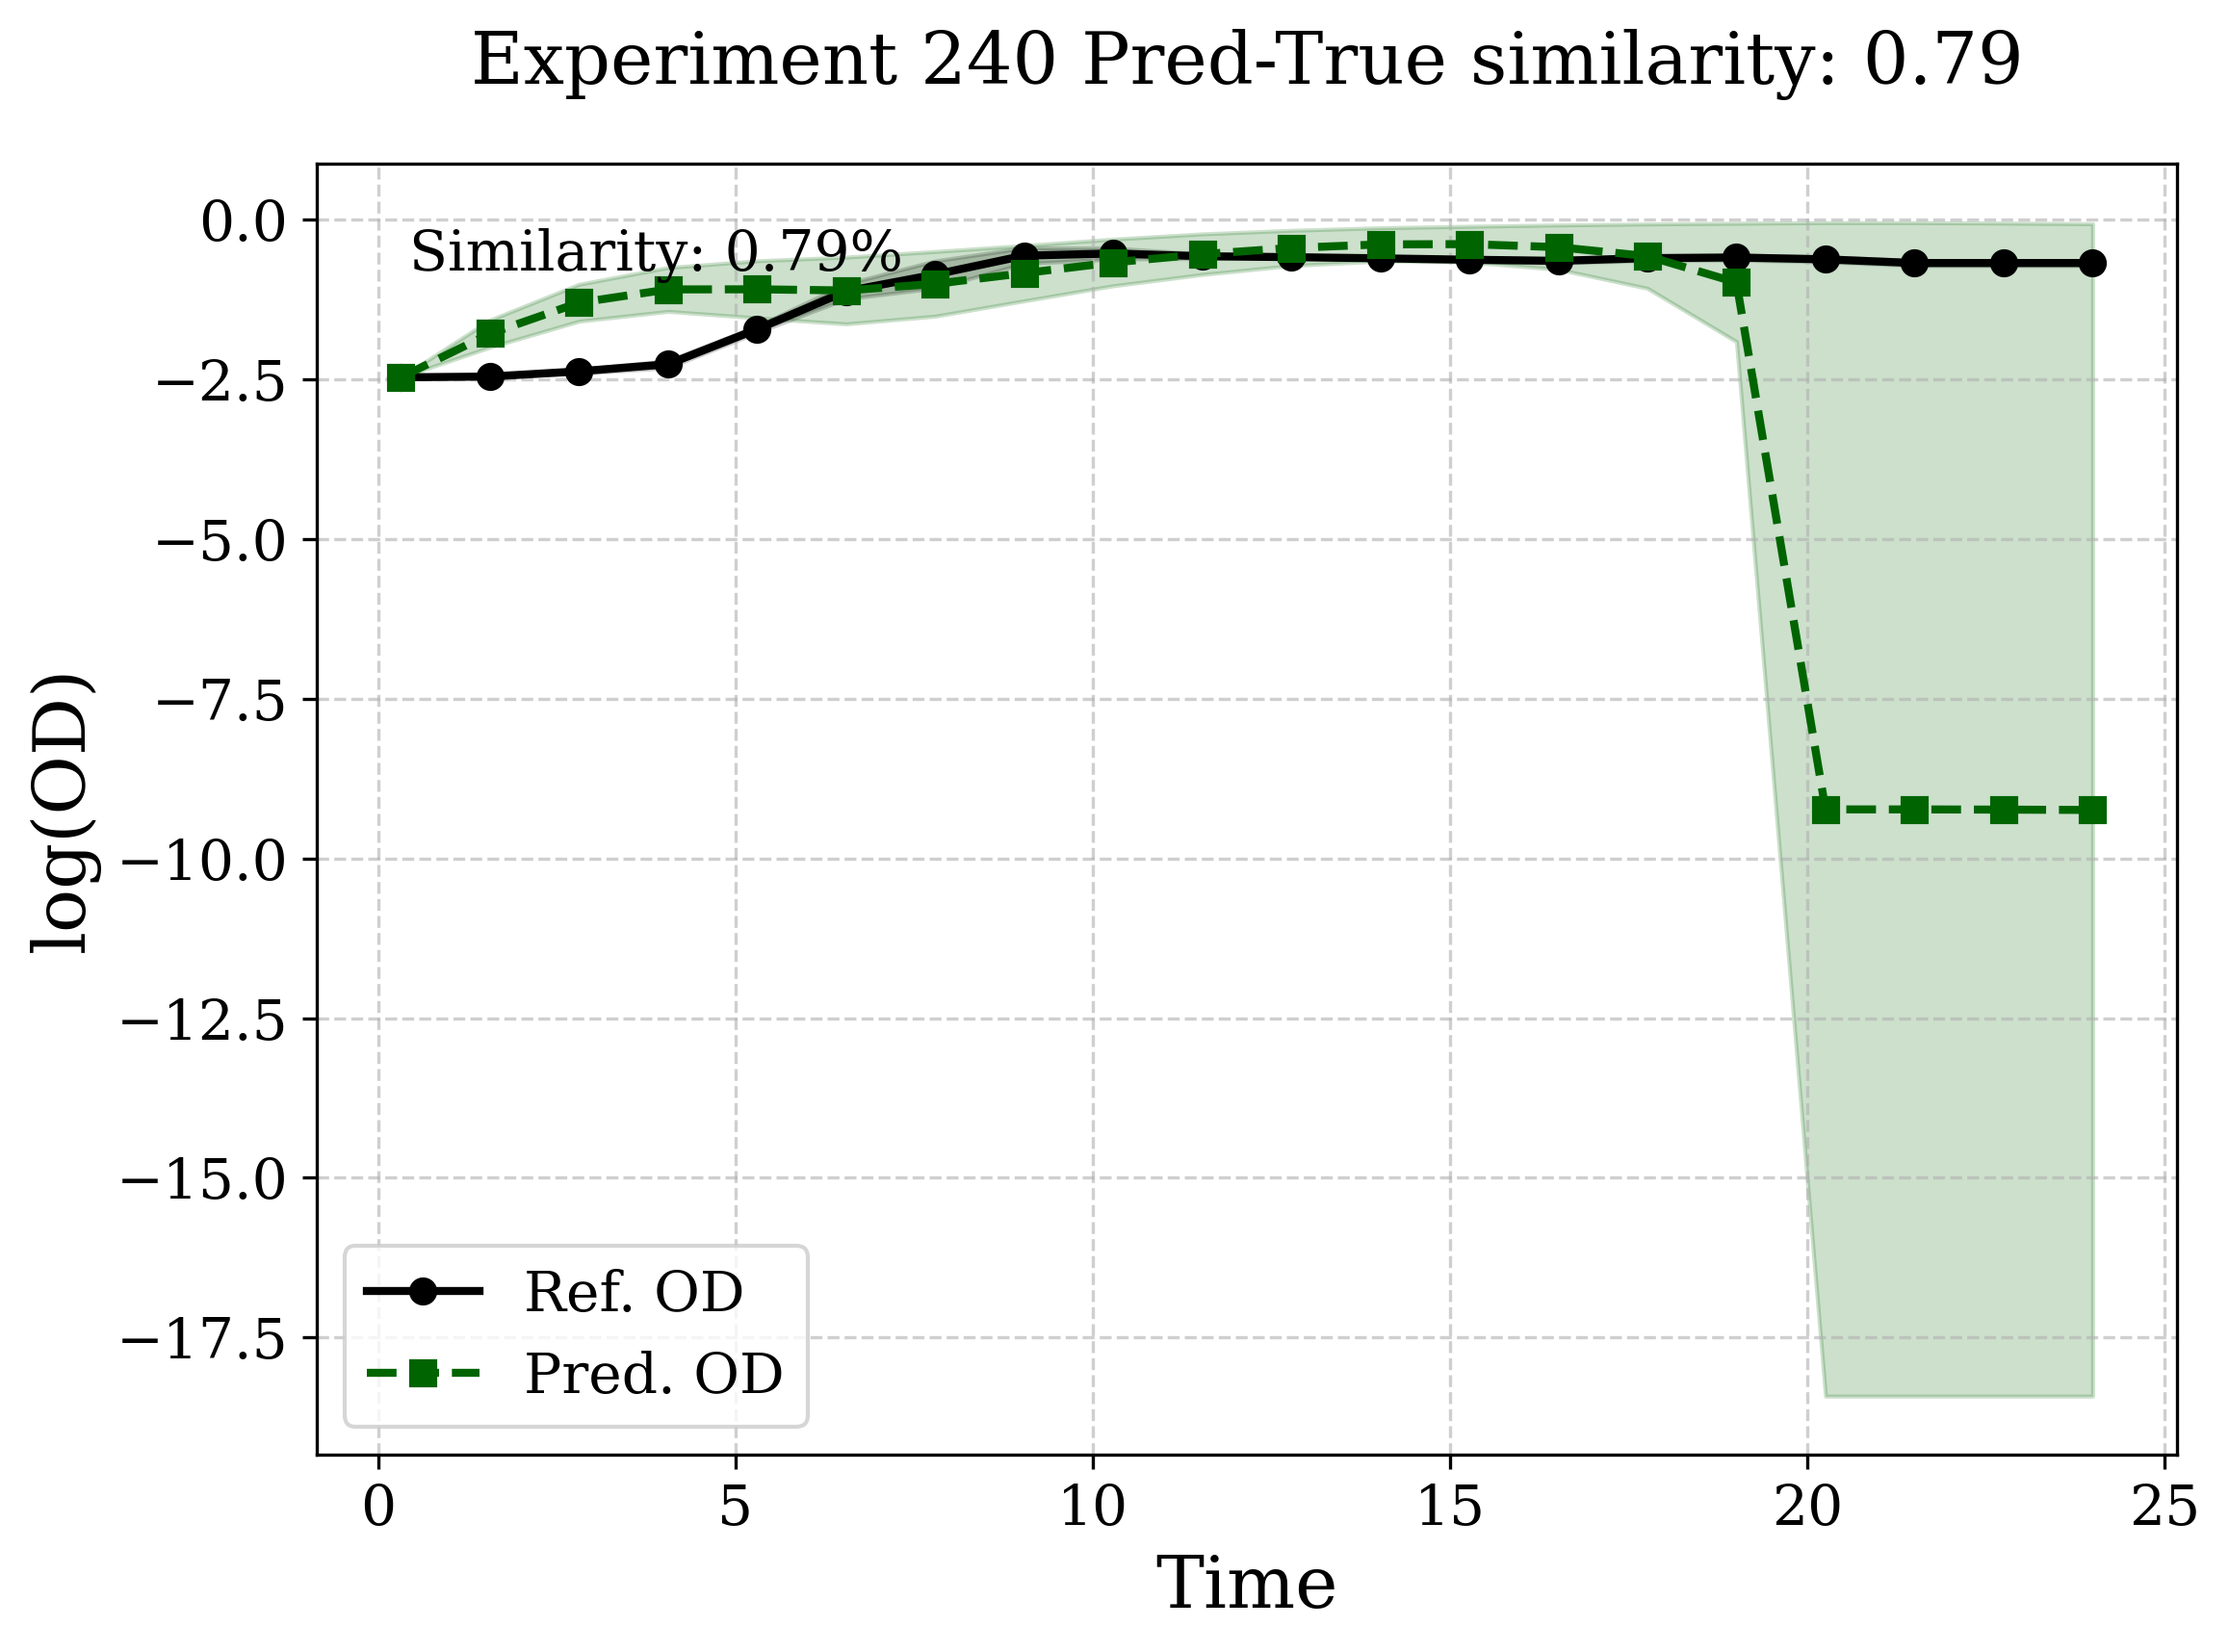 Experiment 240 Pred-True similarity: 0.79
Similarity: 0.79%
0.0
−2.5
−5.0
−7.5
−10.0
−12.5
−15.0
−17.5
log(OD)
Ref. OD
Pred. OD
0 5 10 15 20 25
Time